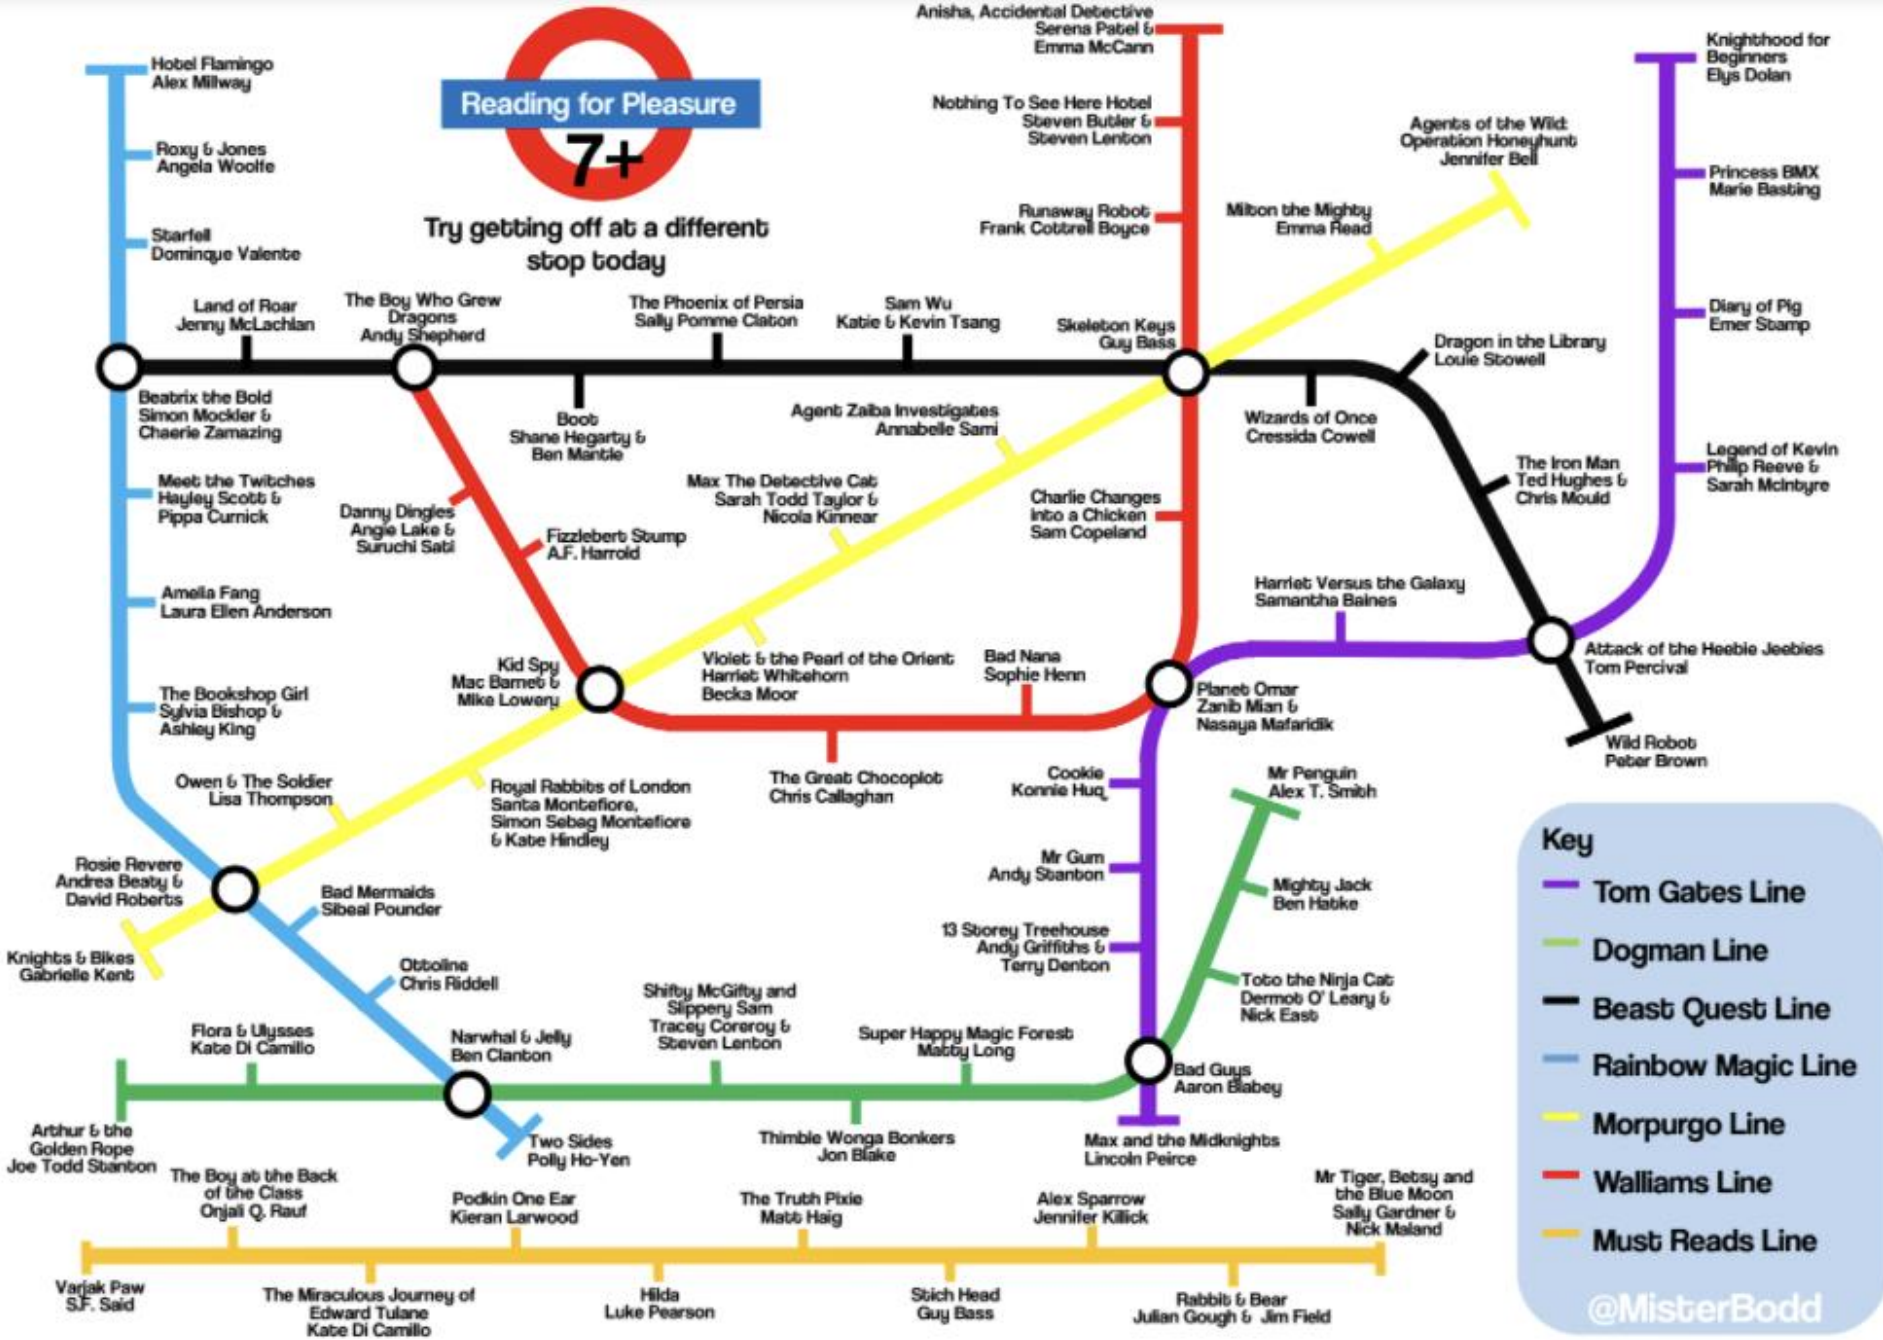 Reading for Pleasure
7+
Try getting off at a different
stop today
Hotel Flamingo
Alex Millway
Roxy & Jones
Angela Woolfe
Starfell
Dominque Valente
Land of Roar
Jenny McLachlan
The Boy Who Grew
Dragons
Andy Shepherd
The Phoenix of Persia
Sally Pomme Claton
Sam Wu
Katie & Kevin Tsang
Anisha, Accidental Detective
Serena Patel &
Emma McCann
Nothing To See Here Hotel
Steven Butler &
Steven Lenton
Runaway Robot
Frank Cottrell Boyce
Skeleton Keys
Guy Bass
Milton the Mighty
Emma Read
Agents of the Wild:
Operation Honeyhunt
Jennifer Bell
Knighthood for
Beginners
Elys Dolan
Princess BMX
Marie Basting
Diary of Pig
Emer Stamp
Legend of Kevin
Philip Reeve &
Sarah McIntyre
Dragon in the Library
Louie Stowell
Wizards of Once
Cressida Cowell
The Iron Man
Ted Hughes &
Chris Mould
Beatrix the Bold
Simon Mockler &
Chaerie Zamazing
Meet the Twitches
Hayley Scott &
Pippa Curnick
Amelia Fang
Laura Ellen Anderson
The Bookshop Girl
Sylvia Bishop &
Ashley King
Boot
Shane Hegarty &
Ben Mantle
Danny Dingles
Angie Lake &
Suruchi Sati
Fizzlebert Stump
A.F. Harrold
Agent Zaiba Investigates
Annabelle Sami
Max The Detective Cat
Sarah Todd Taylor &
Nicola Kinnear
Charlie Changes
into a Chicken
Sam Copeland
Harriet Versus the Galaxy
Samantha Baines
Attack of the Heebie Jeebies
Tom Percival
Wild Robot
Peter Brown
Kid Spy
Mac Barnet &
Mike Lowery
Violet & the Pearl of the Orient
Harriet Whitehorn
Becka Moor
Bad Nana
Sophie Henn
Planet Omar
Zanib Mian &
Nasaya Mafaridik
The Great Chocoplot
Chris Callaghan
Owen & The Soldier
Lisa Thompson
Royal Rabbits of London
Santa Montefiore,
Simon Sebag Montefiore
& Kate Hindley
Rosie Revere
Andrea Beaty &
David Roberts
Knights & Bikes
Gabrielle Kent
Bad Mermaids
Sibeal Pounder
Ottoline
Chris Riddell
Narwhal & Jelly
Ben Clanton
Two Sides
Polly Ho-Yen
Cookie
Konnie Huq
Mr Gum
Andy Stanton
13 Storey Treehouse
Andy Griffiths &
Terry Denton
Mr Penguin
Alex T. Smith
Mighty Jack
Ben Hatke
Toto the Ninja Cat
Dermot O' Leary &
Nick East
Bad Guys
Aaron Blabey
Max and the Midknights
Lincoln Peirce
Flora & Ulysses
Kate Di Camillo
Arthur & the
Golden Rope
Joe Todd Stanton
Shifty McGifty and
Slippery Sam
Tracey Coreroy &
Steven Lenton
Super Happy Magic Forest
Matty Long
Thimble Wonga Bonkers
Jon Blake
Varjak Paw
S.F. Said
The Boy at the Back
of the Class
Onjali Q. Rauf
The Miraculous Journey of
Edward Tulane
Kate Di Camillo
Podkin One Ear
Kieran Larwood
Hilda
Luke Pearson
The Truth Pixie
Matt Haig
Stich Head
Guy Bass
Alex Sparrow
Jennifer Killick
Rabbit & Bear
Julian Gough & Jim Field
Mr Tiger, Betsy and
the Blue Moon
Sally Gardner &
Nick Maland
Key
Tom Gates Line
Dogman Line
Beast Quest Line
Rainbow Magic Line
Morpurgo Line
Walliams Line
Must Reads Line
@MisterBodd